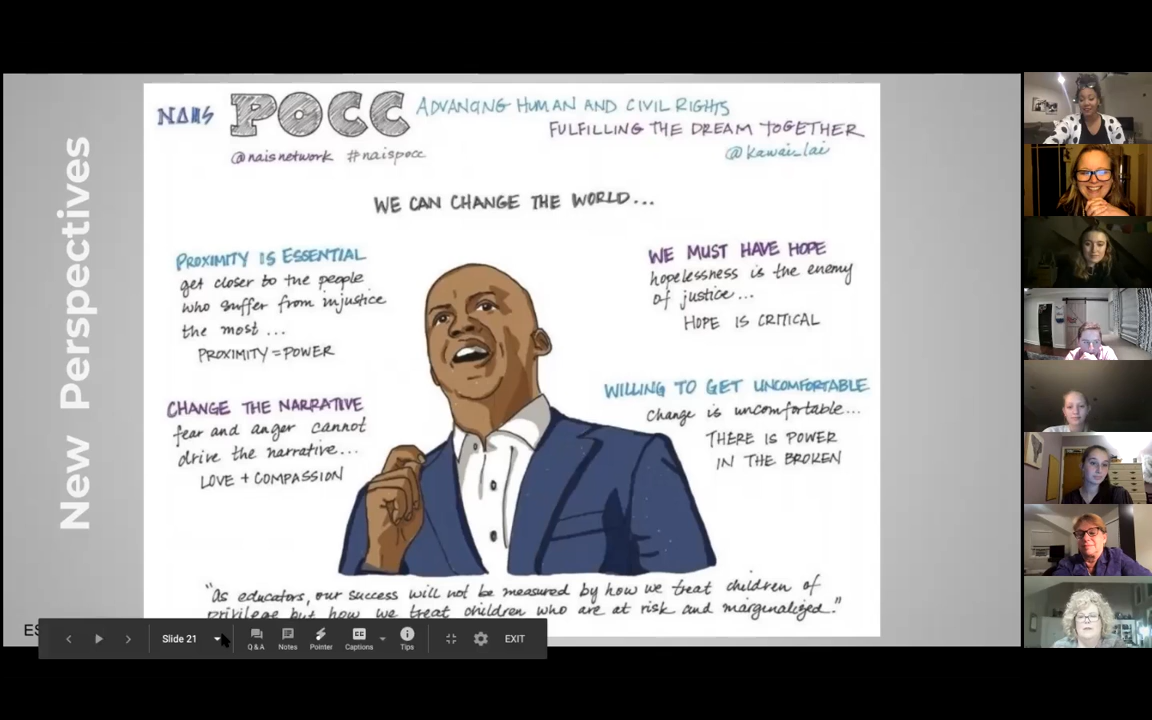 New Perspectives
NAIS POCC ADVANCING HUMAN AND CIVIL RIGHTS
FULFILLING THE DREAM TOGETHER
@naisnetwork #naispocc
@kawai_lai
WE CAN CHANGE THE WORLD...
PROXIMITY IS ESSENTIAL
get closer to the people
who suffer from injustice
the most...
PROXIMITY = POWER
WE MUST HAVE HOPE
hopelessness is the enemy
of justice...
HOPE IS CRITICAL
CHANGE THE NARRATIVE
fear and anger cannot
drive the narrative...
LOVE + COMPASSION
WILLING TO GET UNCOMFORTABLE
change is uncomfortable...
THERE IS POWER
IN THE BROKEN
"As educators, our success will not be measured by how we treat children of
privilege but how we treat children who are at risk and marginalized."
Slide 21
Q & A
Notes
Pointer
Captions
Tips
EXIT